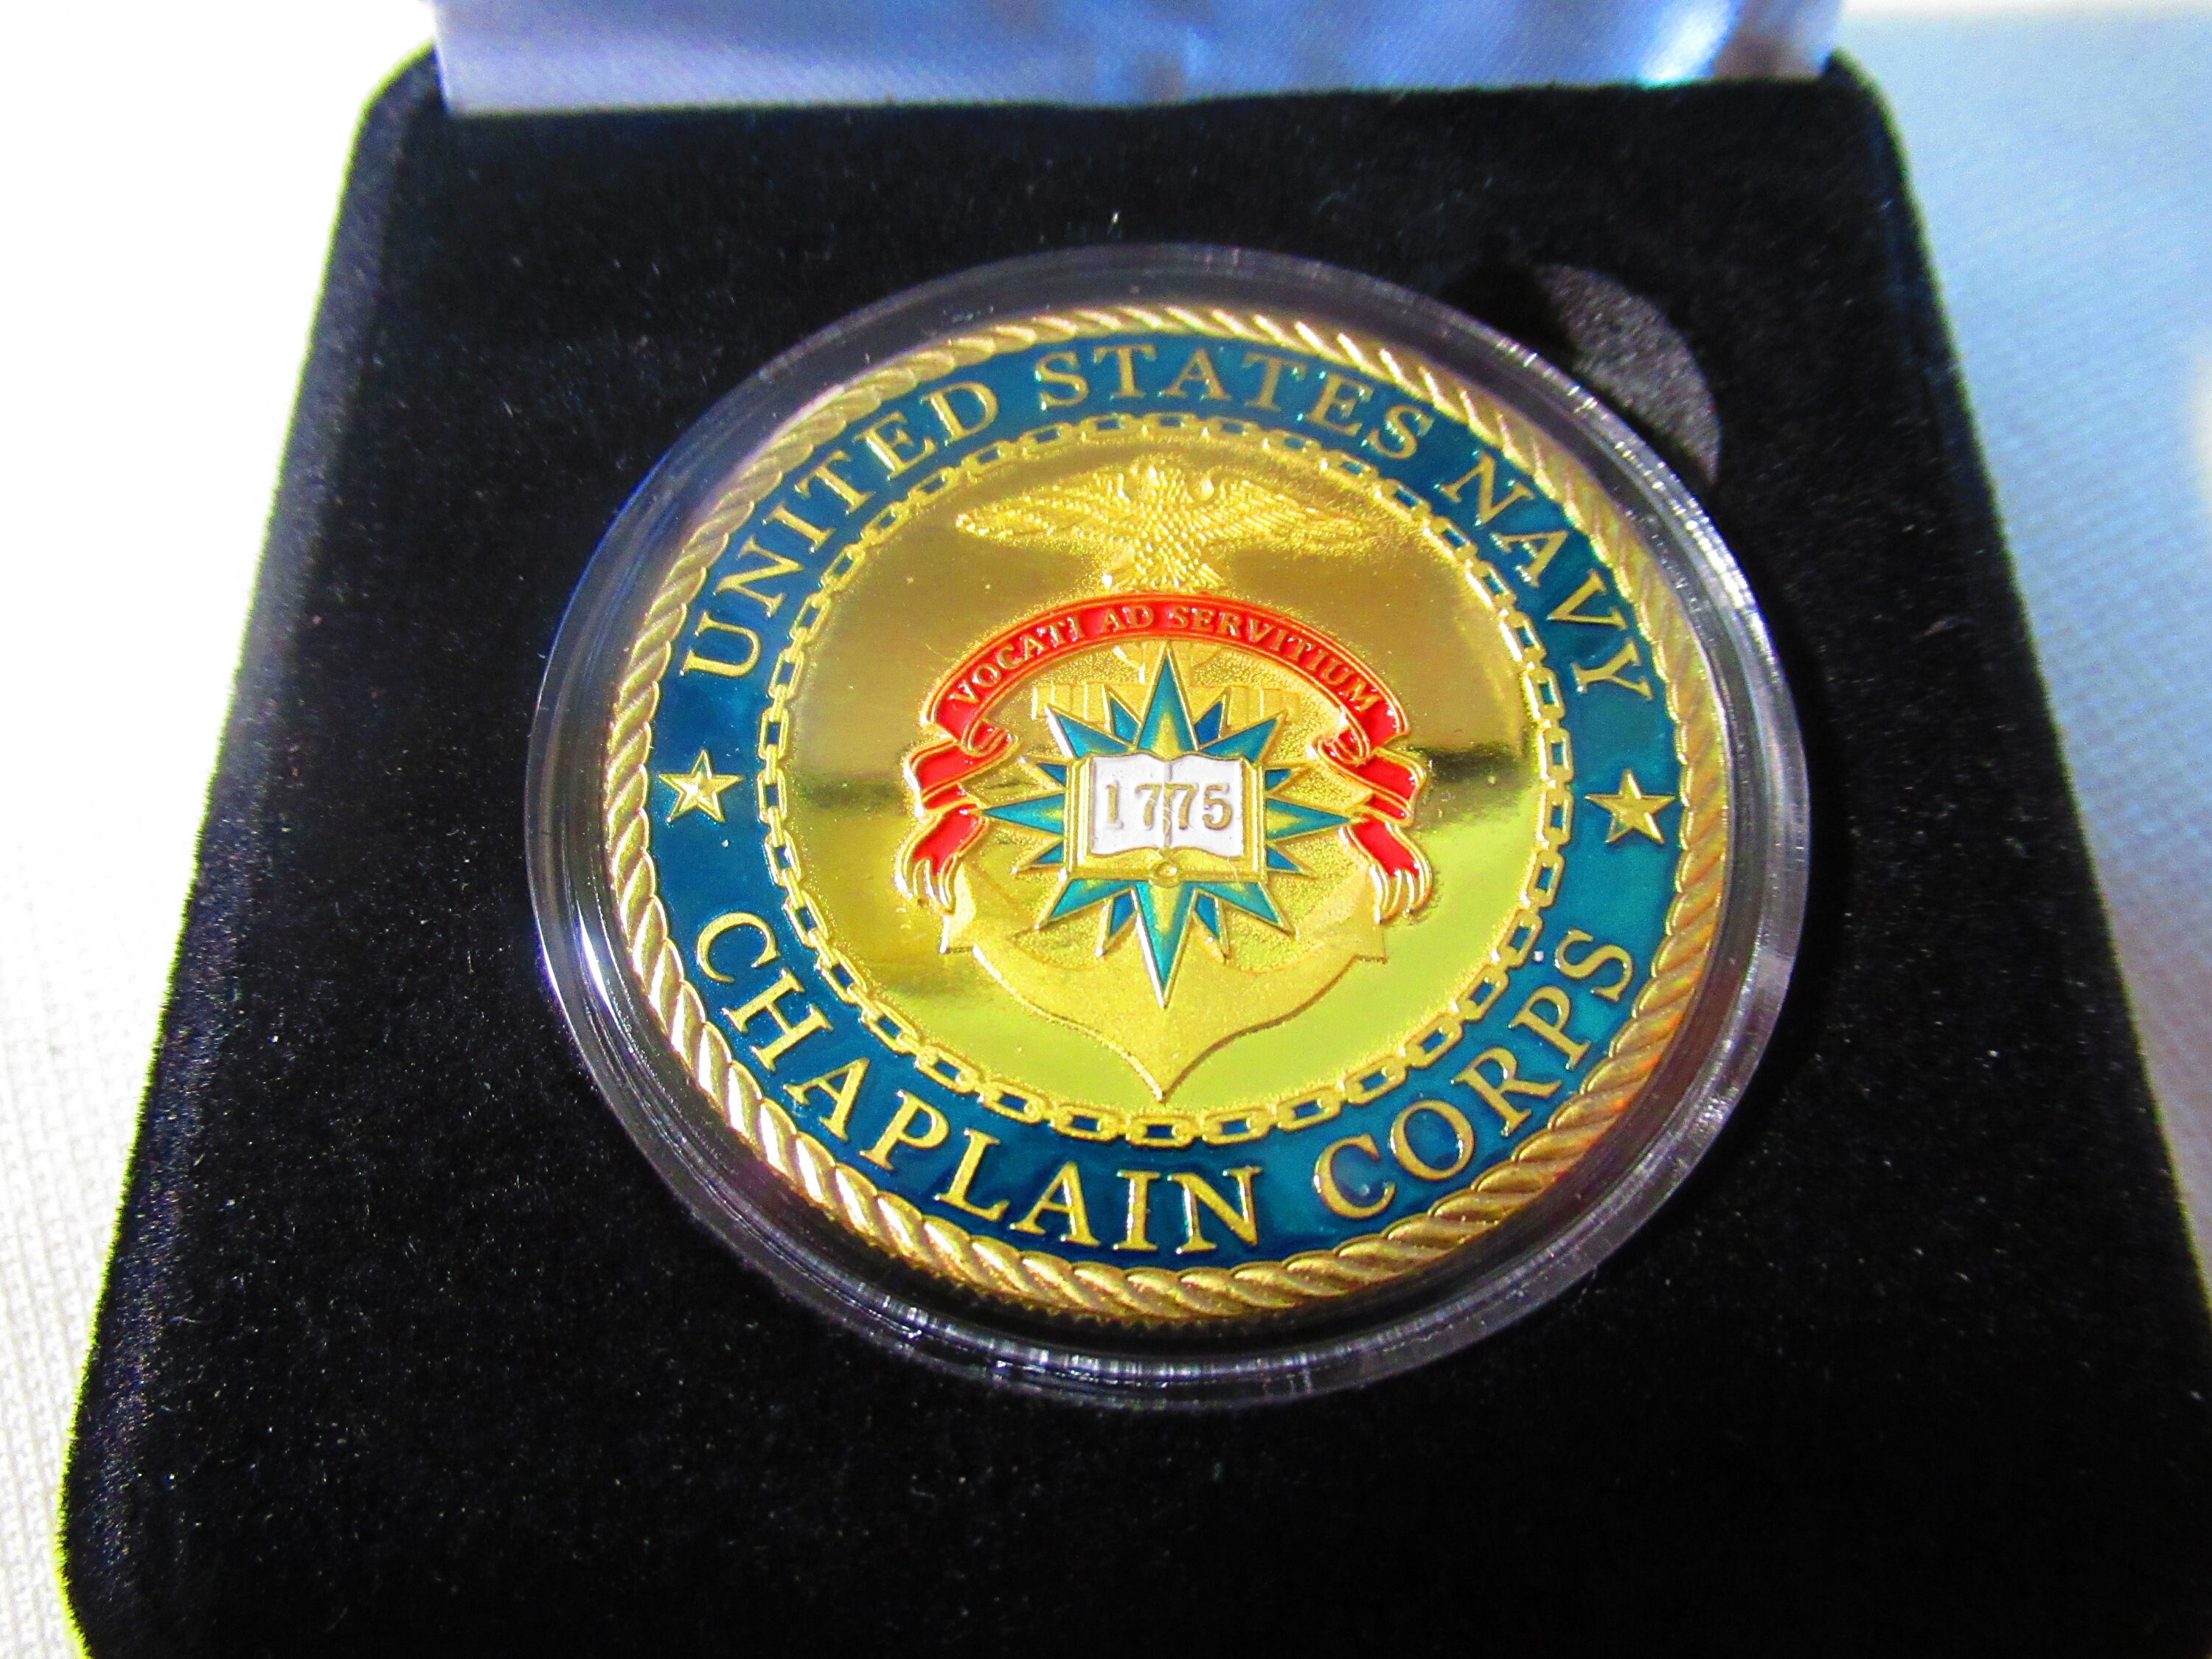 UNITED STATES NAVY
VOCATI AD SERVITIUM
1775
CHAPLAIN CORPS